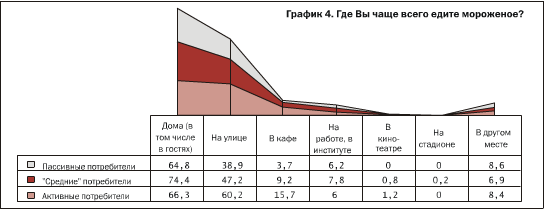 График 4. Где Вы чаще всего едите мороженое?
Дома (в том числе в гостях) На улице В кафе На работе, в институте В кино-театре На стадионе В другом месте
Пассивные потребители 64,8 38,9 3,7 6,2 0 0 8,6
"Средние" потребители 74,4 47,2 9,2 7,8 0,8 0,2 6,9
Активные потребители 66,3 60,2 15,7 6 1,2 0 8,4